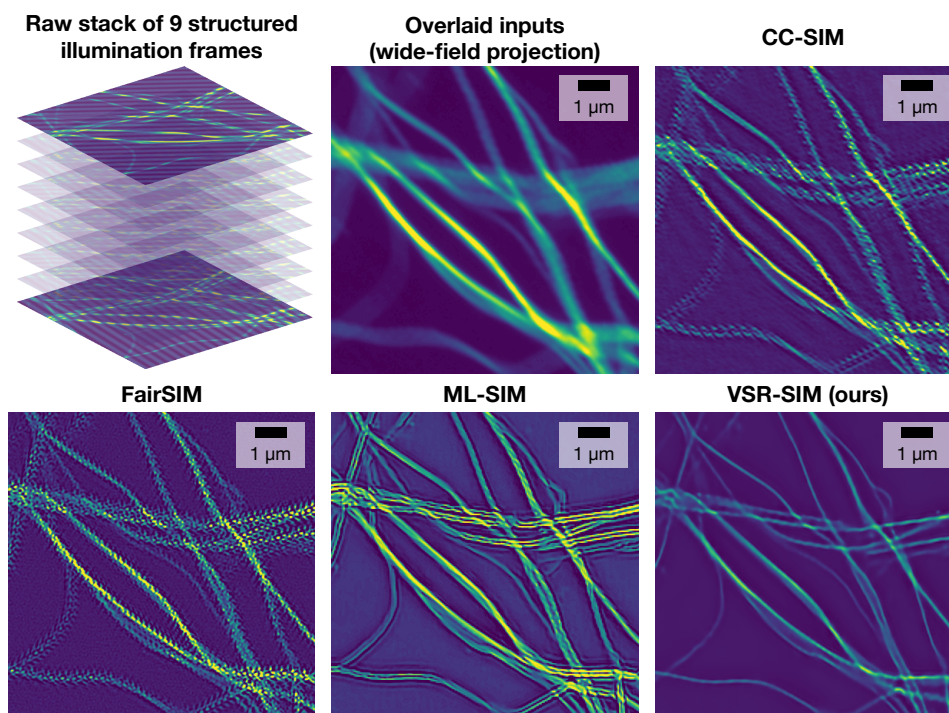 Raw stack of 9 structured
illumination frames
Overlaid inputs
(wide-field projection)
CC-SIM
1 μm
1 μm
FairSIM
ML-SIM
VSR-SIM (ours)
1 μm
1 μm
1 μm